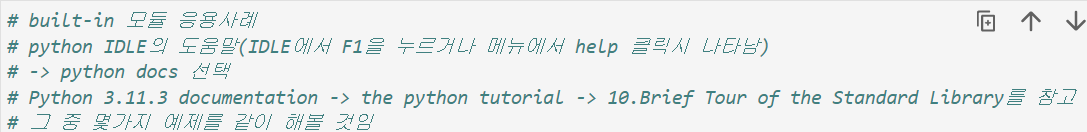 # built-in 모듈 응용사례
# python IDLE의 도움말(IDLE에서 F1을 누르거나 메뉴에서 help 클릭시 나타남)
# -> python docs 선택
# Python 3.11.3 documentation -> the python tutorial -> 10.Brief Tour of the Standard Library를 참고
# 그 중 몇가지 예제를 같이 해볼 것임